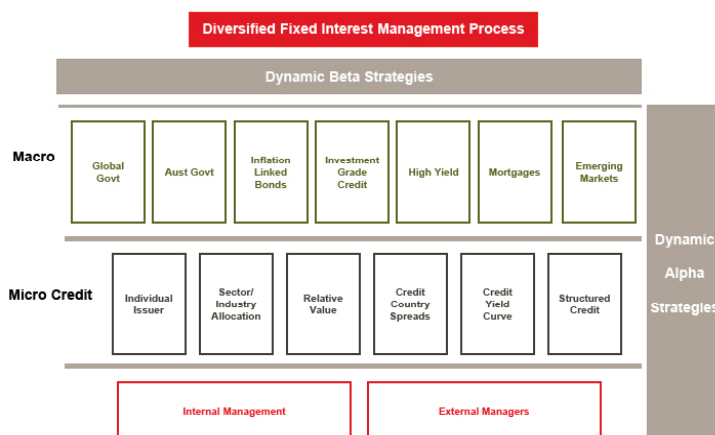 Diversified Fixed Interest Management Process
Dynamic Beta Strategies
Macro
Global
Govt
Aust Govt
Inflation
Linked
Bonds
Investment
Grade
Credit
High Yield
Mortgages
Emerging
Markets
Dynamic
Alpha
Strategies
Micro Credit
Individual
Issuer
Sector/
Industry
Allocation
Relative
Value
Credit
Country
Spreads
Credit
Yield
Curve
Structured
Credit
Internal Management
External Managers